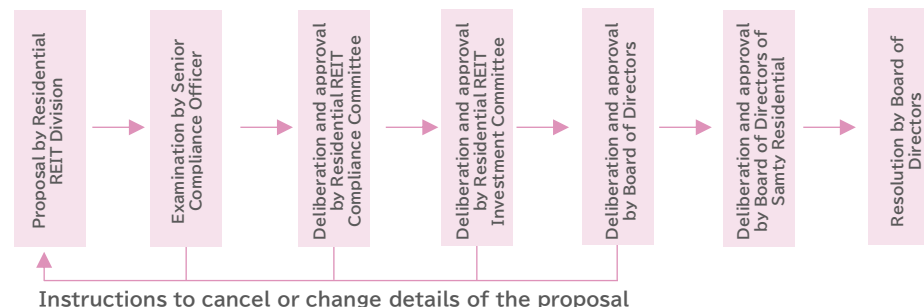 Proposal by Residential
REIT Division
Examination by Senior
Compliance Officer
Deliberation and approval
by Residential REIT
Compliance Committee
Deliberation and approval
by Residential REIT
Investment Committee
Deliberation and approval
by Board of Directors
Deliberation and approval
by Board of Directors of
Samty Residential
Resolution by Board of
Directors
Instructions to cancel or change details of the proposal